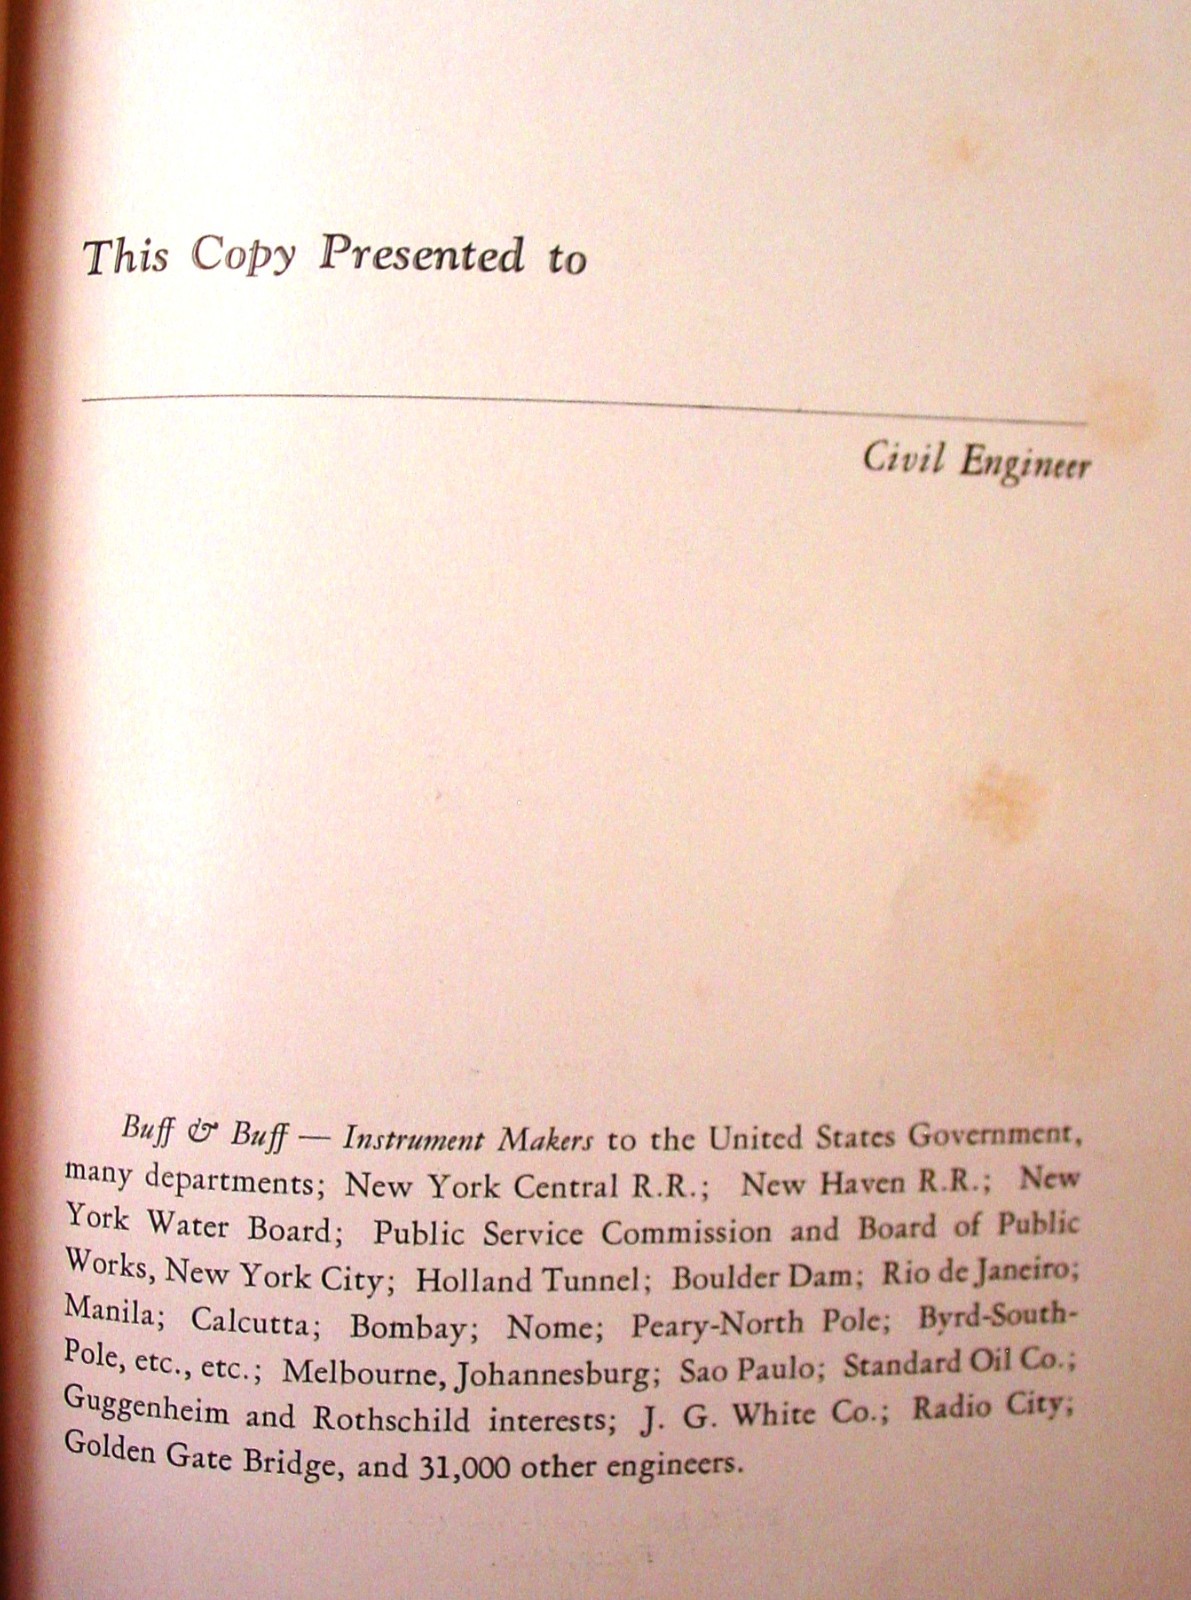 This Copy Presented to
Civil Engineer
Buff & Buff — Instrument Makers to the United States Government,
many departments; New York Central R.R.; New Haven R.R.; New
York Water Board; Public Service Commission and Board of Public
Works, New York City; Holland Tunnel; Boulder Dam; Rio de Janeiro;
Manila; Calcutta; Bombay; Nome; Peary-North Pole; Byrd-South-
Pole, etc., etc.; Melbourne, Johannesburg; Sao Paulo; Standard Oil Co.;
Guggenheim and Rothschild interests; J. G. White Co.; Radio City;
Golden Gate Bridge, and 31,000 other engineers.